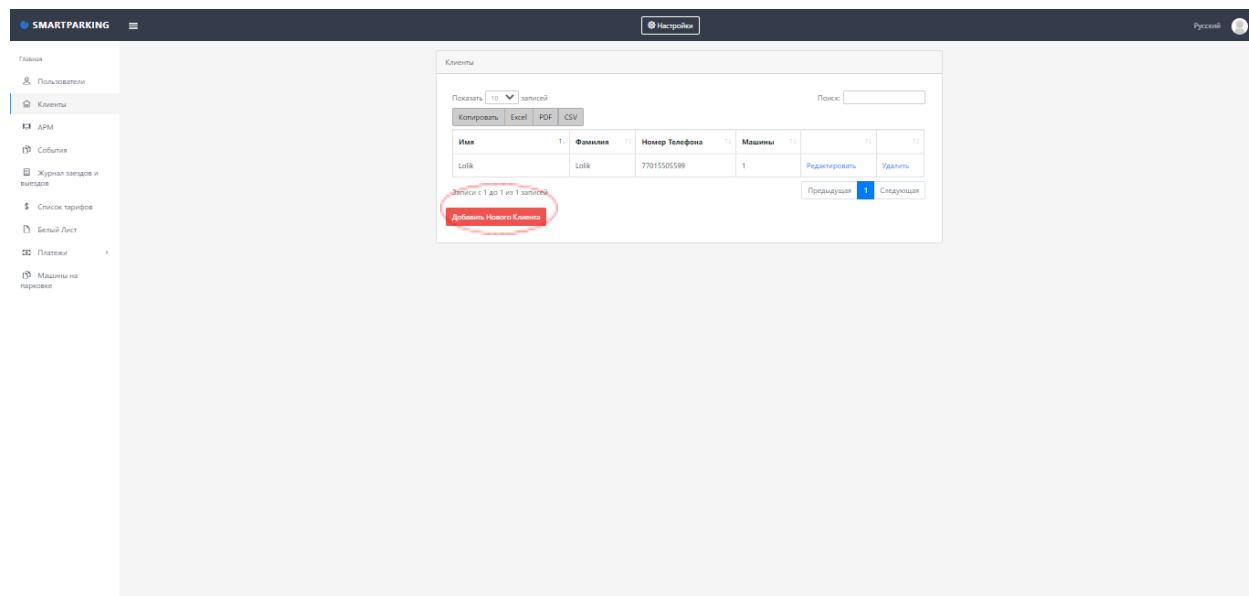 SMARTPARKING
Настройки
Русский
Главная
Пользователи
Клиенты
АРМ
События
Журнал заездов и
выездов
Список тарифов
Белый Лист
Платежи
Машины на
парковке
Клиенты
Показать 10 записей
Поиск:
Копировать Excel PDF CSV
Имя Фамилия Номер Телефона Машины
Lolik Lolik 77015505599 1 Редактировать Удалить
Записи с 1 до 1 из 1 записей
Предыдущая 1 Следующая
Добавить Нового Клиента